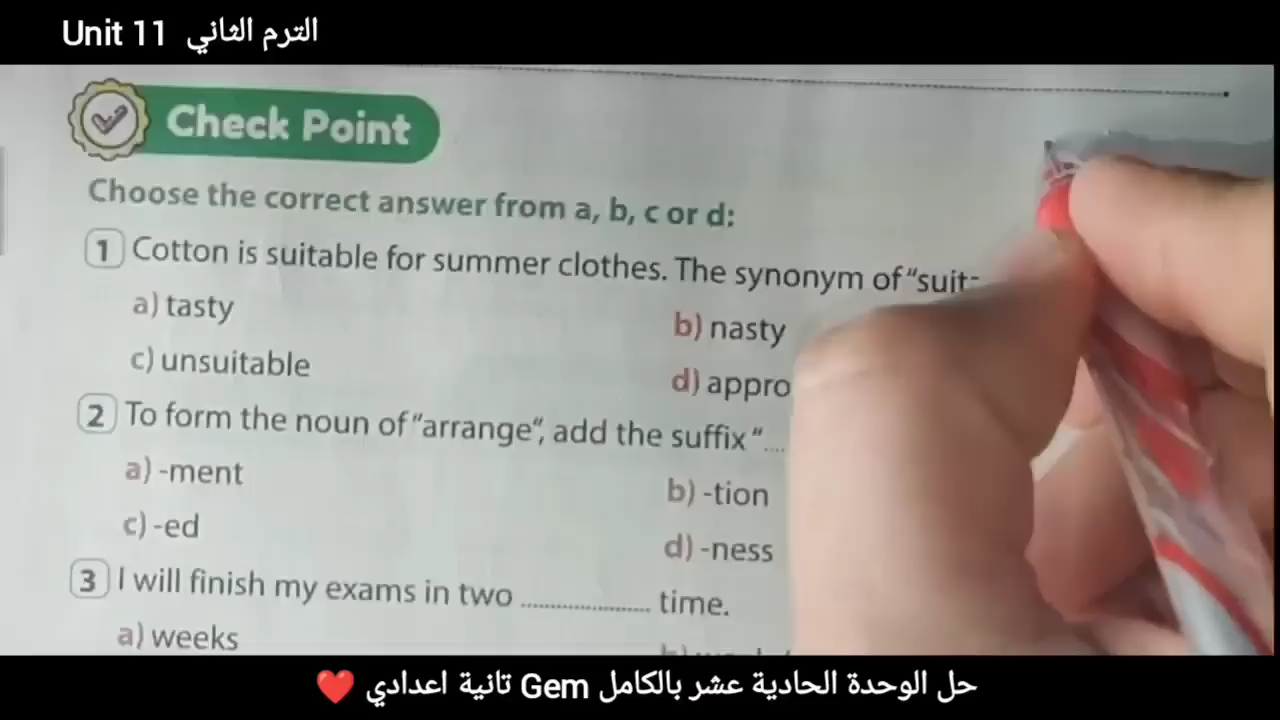 Unit 11 الترم الثاني
Check Point
Choose the correct answer from a, b, c or d:
1 Cotton is suitable for summer clothes. The synonym of "suit
a) tasty
b) nasty
c) unsuitable
d) appro
2 To form the noun of "arrange", add the suffix "....
a) -ment
b) -tion
c) -ed
d) -ness
3 I will finish my exams in two ...................... time.
a) weeks
حل الوحدة الحادية عشر بالكامل Gem تانية اعدادي ❤️